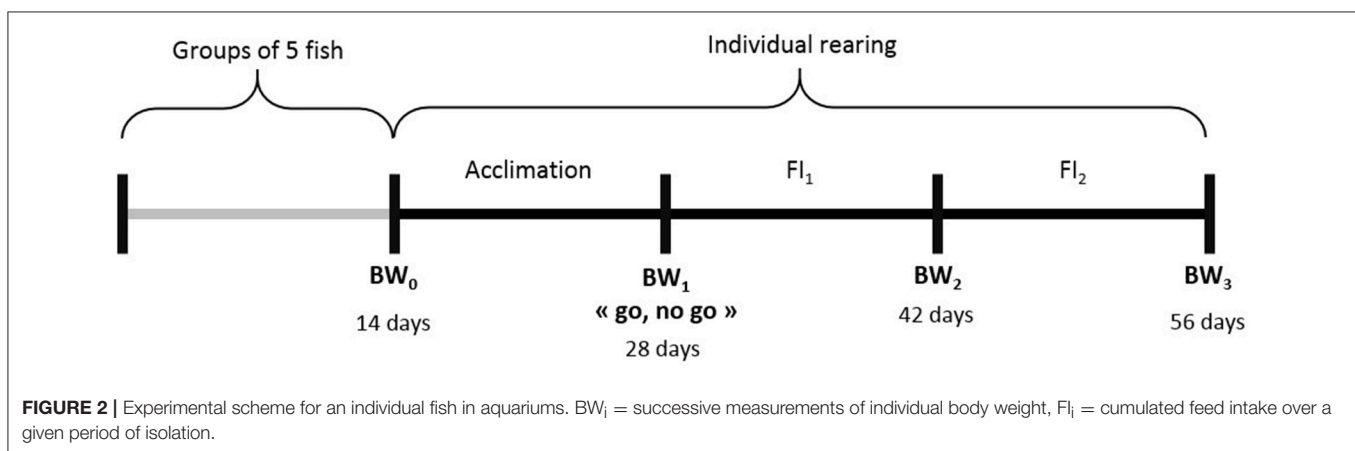 Groups of 5 fish
Individual rearing
Acclimation
FI₁
FI₂
BW₀
14 days
BW₁
« go, no go »
28 days
BW₂
42 days
BW₃
56 days
FIGURE 2 | Experimental scheme for an individual fish in aquariums. BWᵢ = successive measurements of individual body weight, FIᵢ = cumulated feed intake over a
given period of isolation.